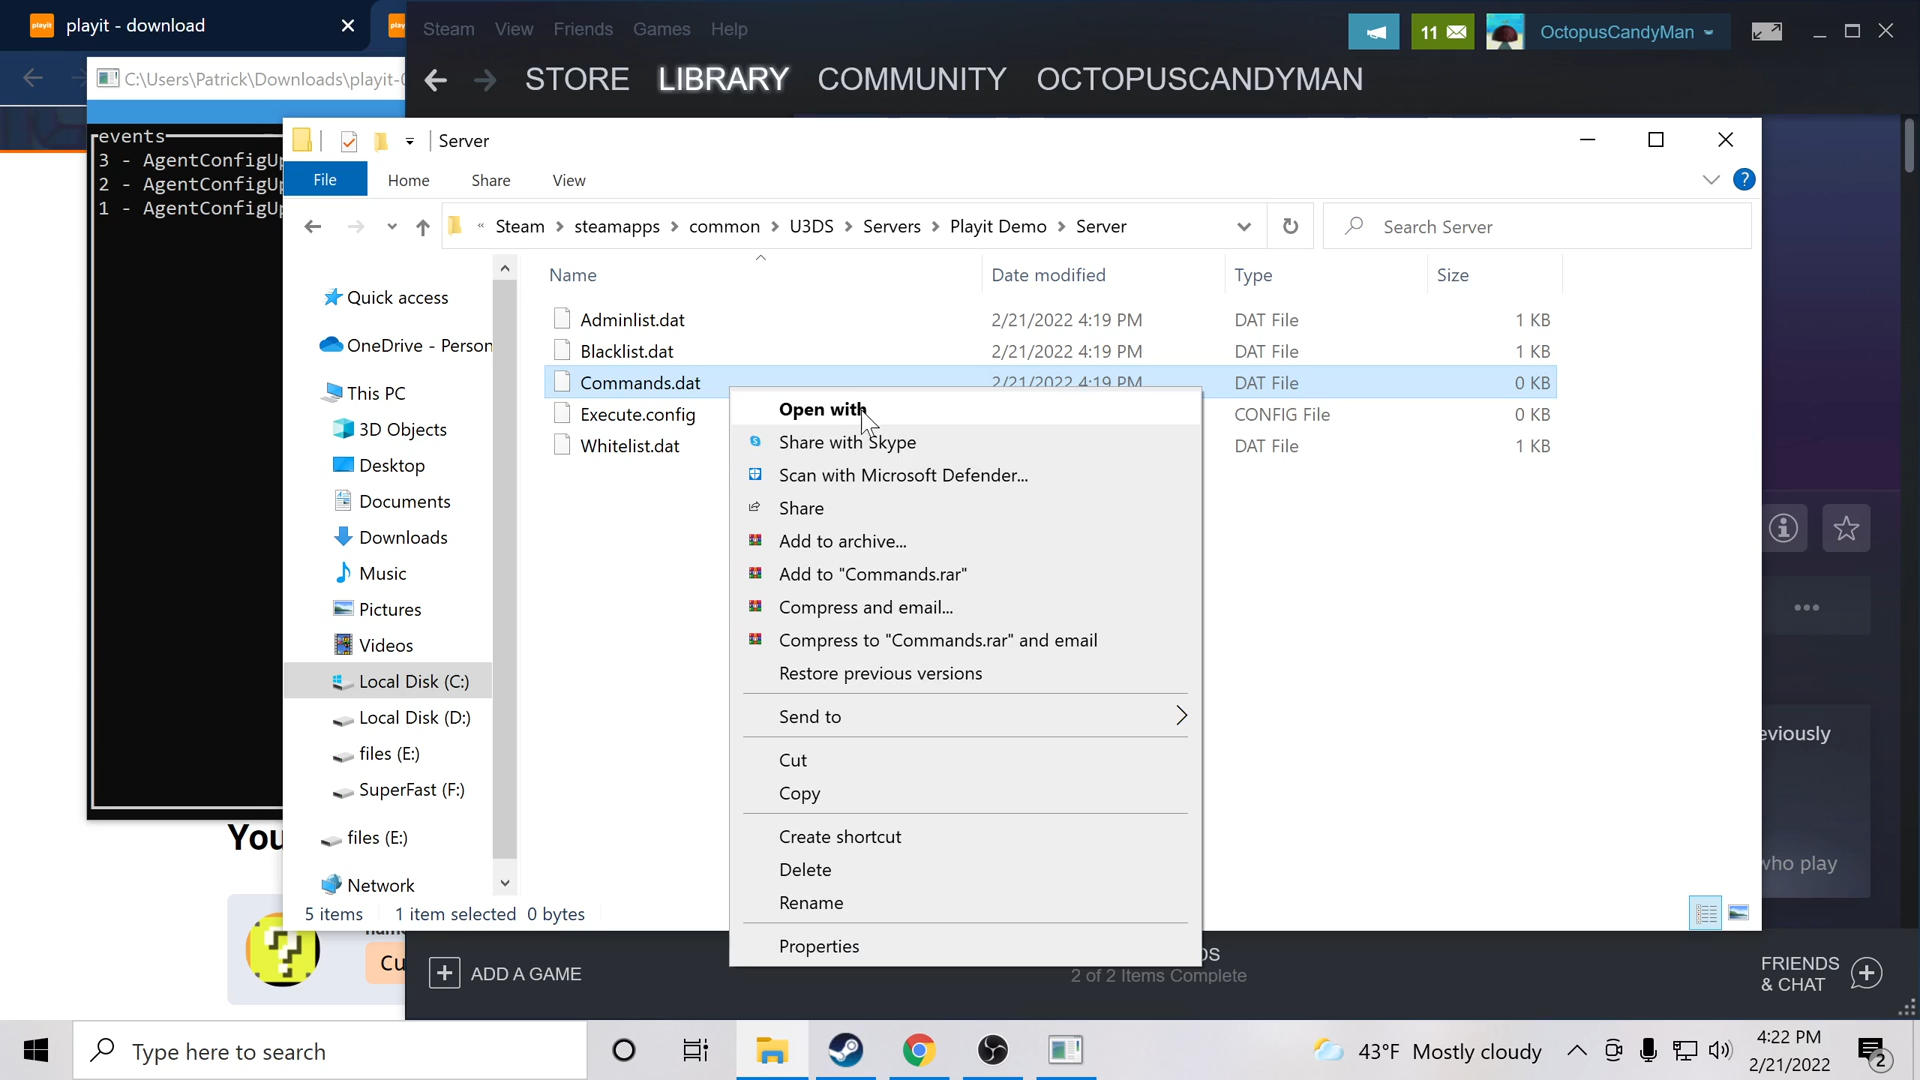 playit - download
Steam View Friends Games Help
11
OctopusCandyMan
C:\Users\Patrick\Downloads\playit-
STORE LIBRARY COMMUNITY OCTOPUSCANDYMAN
events
3 - AgentConfigUp
2 - AgentConfigUp
1 - AgentConfigUp
Server
File Home Share View
« Steam > steamapps > common > U3DS > Servers > Playit Demo > Server
Search Server
Name Date modified Type Size
Adminlist.dat 2/21/2022 4:19 PM DAT File 1 KB
Blacklist.dat 2/21/2022 4:19 PM DAT File 1 KB
Commands.dat 2/21/2022 4:19 PM DAT File 0 KB
Execute.config CONFIG File 0 KB
Whitelist.dat DAT File 1 KB
Quick access
OneDrive - Person
This PC
3D Objects
Desktop
Documents
Downloads
Music
Pictures
Videos
Local Disk (C:)
Local Disk (D:)
files (E:)
SuperFast (F:)
files (E:)
Network
Open with
Share with Skype
Scan with Microsoft Defender...
Share
Add to archive...
Add to "Commands.rar"
Compress and email...
Compress to "Commands.rar" and email
Restore previous versions
Send to
Cut
Copy
Create shortcut
Delete
Rename
Properties
5 items 1 item selected 0 bytes
eviously
who play
You
Cu
ADD A GAME
DS
2 of 2 Items Complete
FRIENDS
& CHAT
Type here to search
43°F Mostly cloudy
4:22 PM
2/21/2022
2